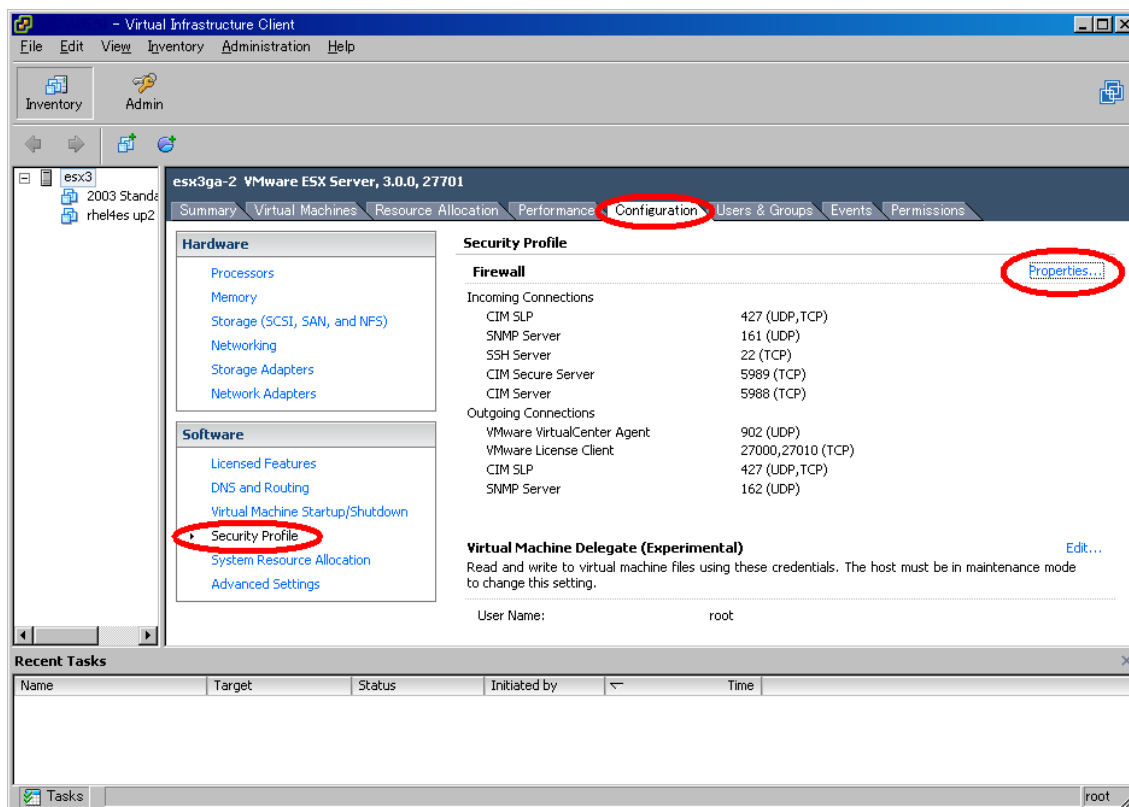 - Virtual Infrastructure Client
File Edit View Inventory Administration Help
Inventory Admin
esx3
2003 Standa
rhel4es up2
esx3ga-2 VMware ESX Server, 3.0.0, 27701
Summary Virtual Machines Resource Allocation Performance Configuration Users & Groups Events Permissions
Hardware
Processors
Memory
Storage (SCSI, SAN, and NFS)
Networking
Storage Adapters
Network Adapters
Software
Licensed Features
DNS and Routing
Virtual Machine Startup/Shutdown
Security Profile
System Resource Allocation
Advanced Settings
Security Profile
Firewall Properties...
Incoming Connections
CIM SLP 427 (UDP,TCP)
SNMP Server 161 (UDP)
SSH Server 22 (TCP)
CIM Secure Server 5989 (TCP)
CIM Server 5988 (TCP)
Outgoing Connections
VMware VirtualCenter Agent 902 (UDP)
VMware License Client 27000,27010 (TCP)
CIM SLP 427 (UDP,TCP)
SNMP Server 162 (UDP)
Virtual Machine Delegate (Experimental) Edit...
Read and write to virtual machine files using these credentials. The host must be in maintenance mode
to change this setting.
User Name: root
Recent Tasks
Name Target Status Initiated by Time
Tasks root